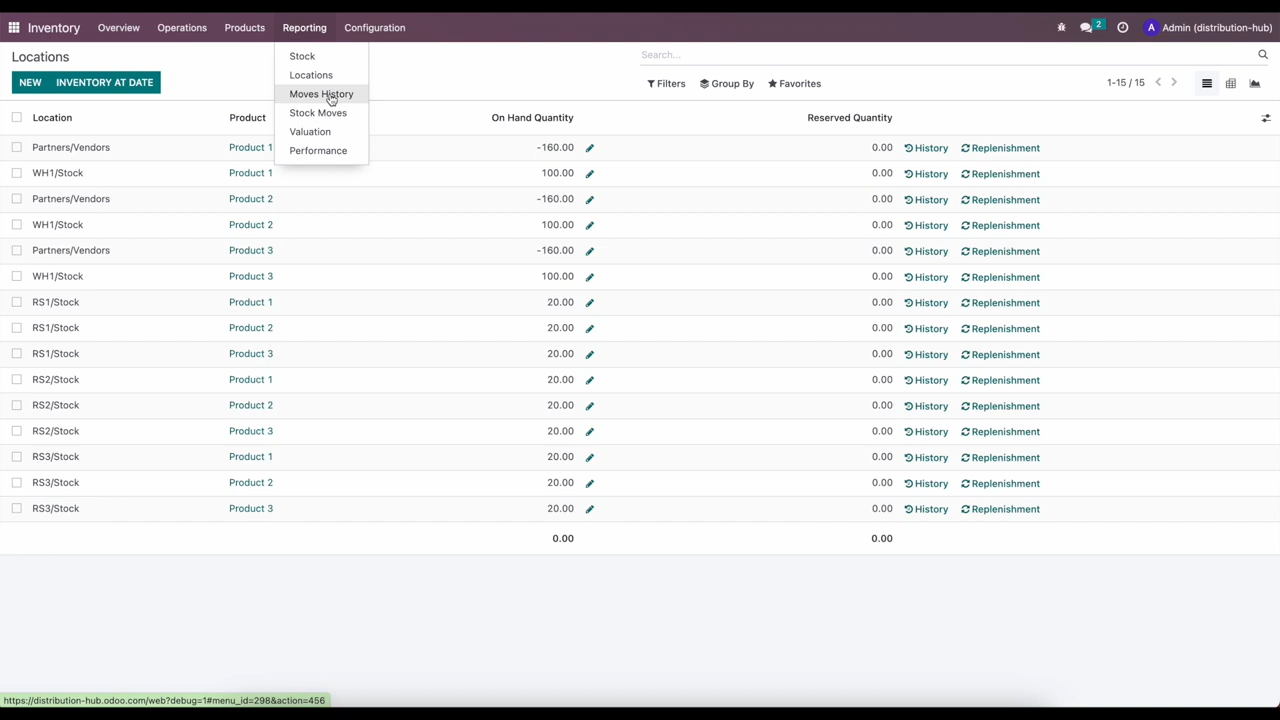 Inventory Overview Operations Products Reporting Configuration 2 A Admin (distribution-hub)
Locations Search...
NEW INVENTORY AT DATE Filters Group By Favorites 1-15 / 15
Stock
Locations
Moves History
Stock Moves
Valuation
Performance
Location Product On Hand Quantity Reserved Quantity
Partners/Vendors Product 1 -160.00 0.00 History Replenishment
WH1/Stock Product 1 100.00 0.00 History Replenishment
Partners/Vendors Product 2 -160.00 0.00 History Replenishment
WH1/Stock Product 2 100.00 0.00 History Replenishment
Partners/Vendors Product 3 -160.00 0.00 History Replenishment
WH1/Stock Product 3 100.00 0.00 History Replenishment
RS1/Stock Product 1 20.00 0.00 History Replenishment
RS1/Stock Product 2 20.00 0.00 History Replenishment
RS1/Stock Product 3 20.00 0.00 History Replenishment
RS2/Stock Product 1 20.00 0.00 History Replenishment
RS2/Stock Product 2 20.00 0.00 History Replenishment
RS2/Stock Product 3 20.00 0.00 History Replenishment
RS3/Stock Product 1 20.00 0.00 History Replenishment
RS3/Stock Product 2 20.00 0.00 History Replenishment
RS3/Stock Product 3 20.00 0.00 History Replenishment
0.00 0.00
https://distribution-hub.odoo.com/web?debug=1#menu_id=298&action=456